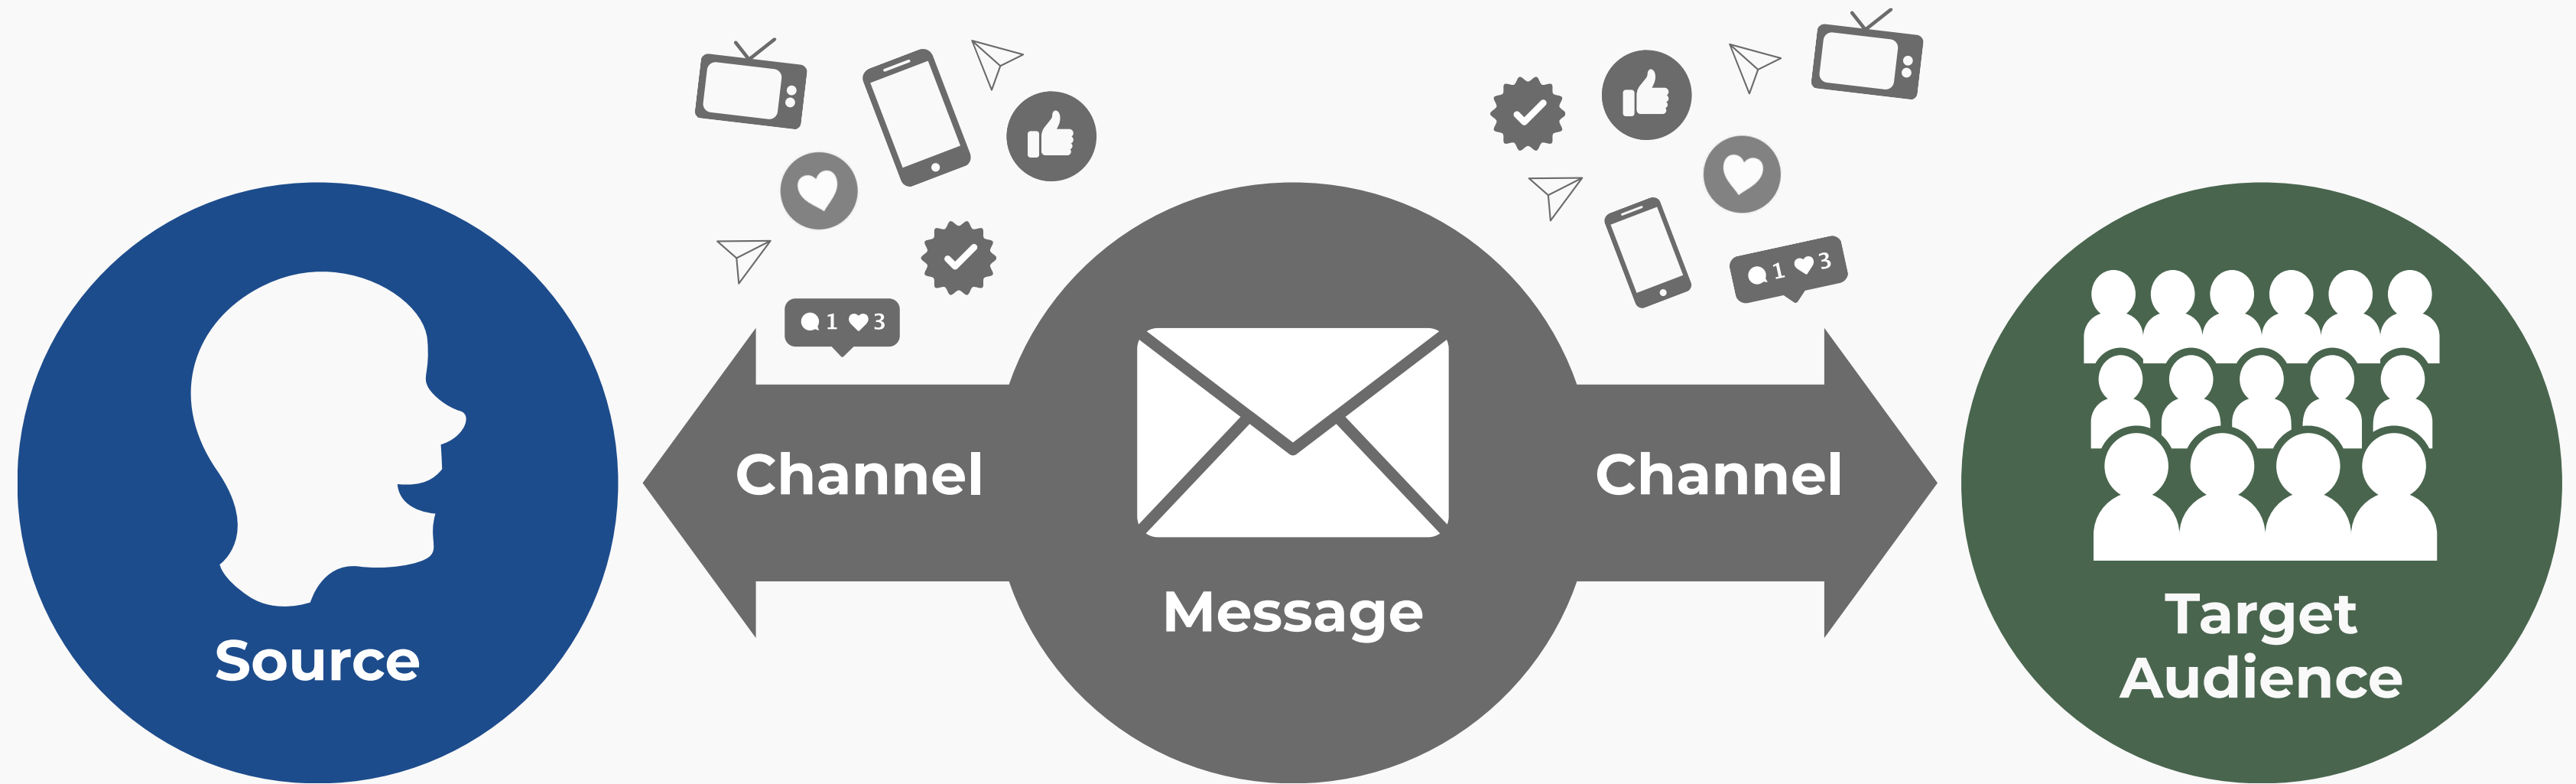 1 3
1 3
Channel
Channel
Message
Source
Target
Audience